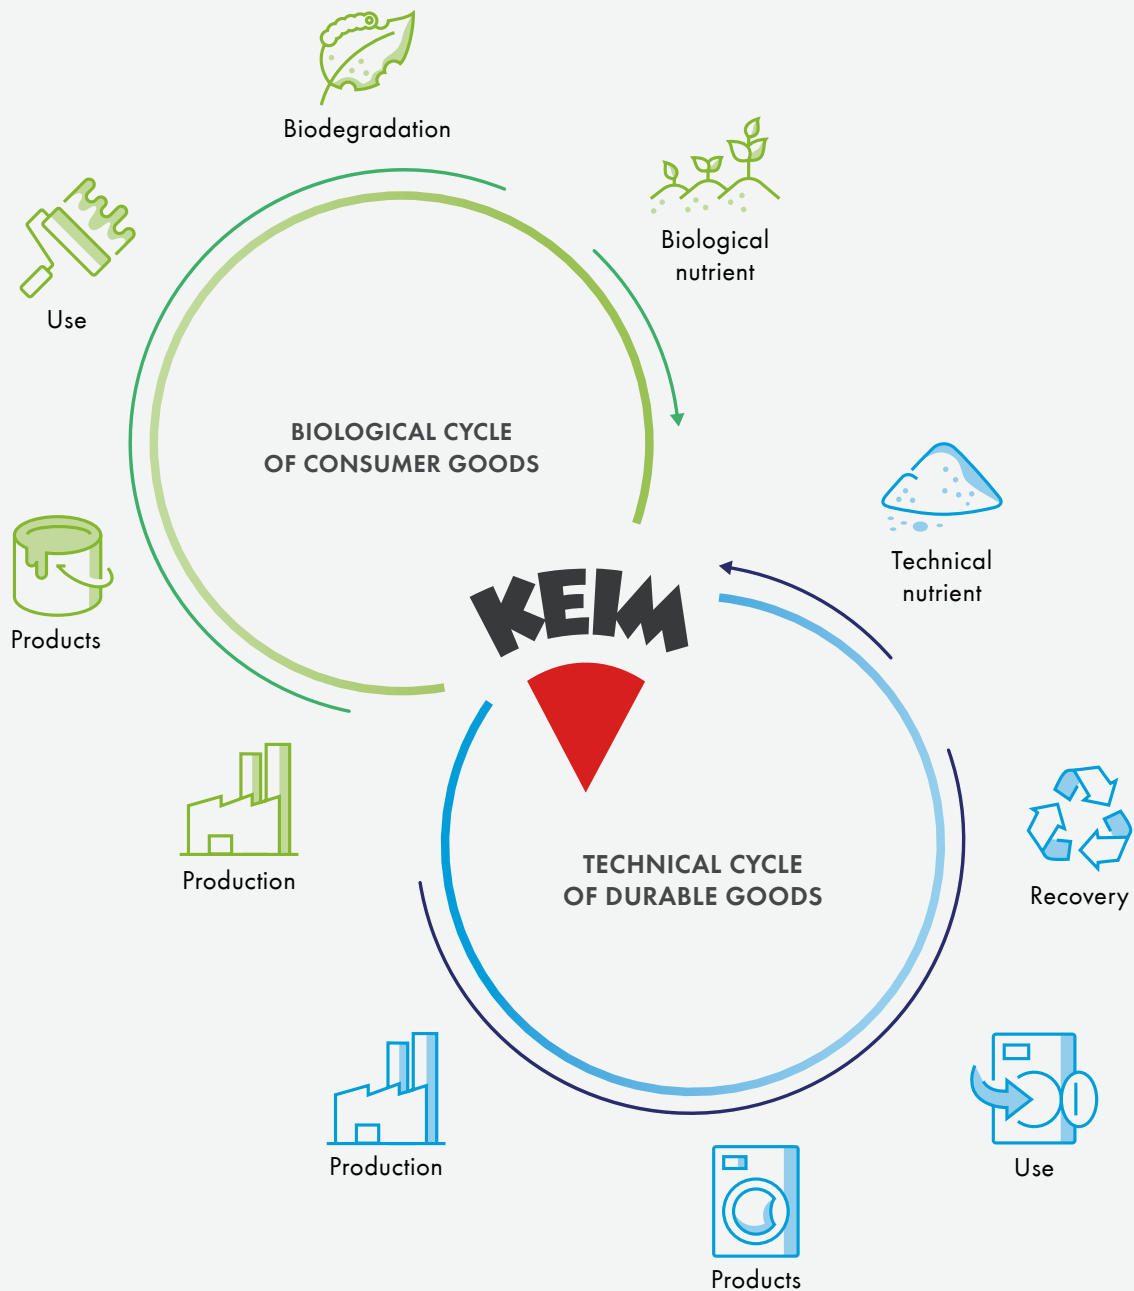 Biodegradation
Biological
nutrient
Use
BIOLOGICAL CYCLE
OF CONSUMER GOODS
Products
Production
KEIM
Technical
nutrient
TECHNICAL CYCLE
OF DURABLE GOODS
Recovery
Production
Use
Products